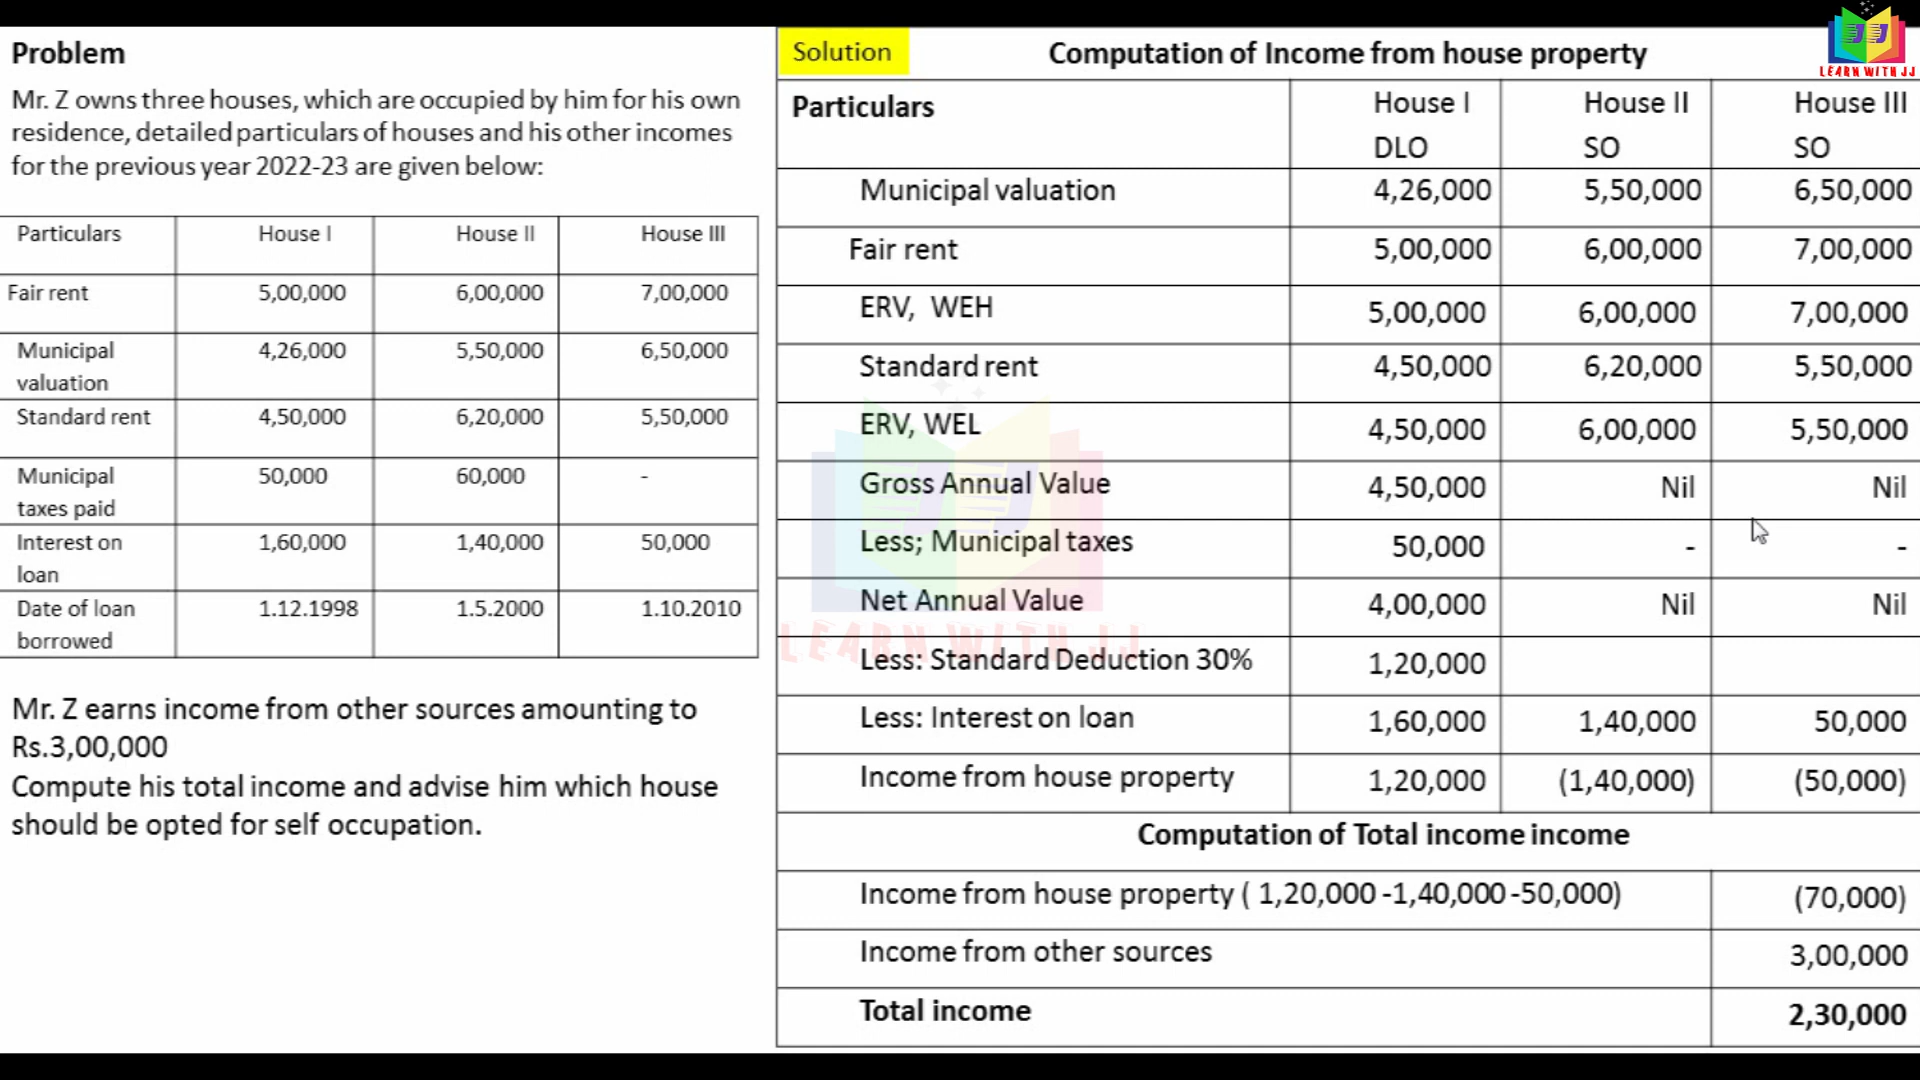 Problem
Mr. Z owns three houses, which are occupied by him for his own
residence, detailed particulars of houses and his other incomes
for the previous year 2022-23 are given below:
Particulars House I House II House III
Fair rent 5,00,000 6,00,000 7,00,000
Municipal
valuation 4,26,000 5,50,000 6,50,000
Standard rent 4,50,000 6,20,000 5,50,000
Municipal
taxes paid 50,000 60,000 -
Interest on
loan 1,60,000 1,40,000 50,000
Date of loan
borrowed 1.12.1998 1.5.2000 1.10.2010
Mr. Z earns income from other sources amounting to
Rs.3,00,000
Compute his total income and advise him which house
should be opted for self occupation.
Solution Computation of Income from house property
LEARN WITH JJ
Particulars House I House II House III
DLO SO SO
Municipal valuation 4,26,000 5,50,000 6,50,000
Fair rent 5,00,000 6,00,000 7,00,000
ERV, WEH 5,00,000 6,00,000 7,00,000
Standard rent 4,50,000 6,20,000 5,50,000
ERV, WEL 4,50,000 6,00,000 5,50,000
Gross Annual Value 4,50,000 Nil Nil
Less; Municipal taxes 50,000 - -
Net Annual Value 4,00,000 Nil Nil
LEARN WITH JJ
Less: Standard Deduction 30% 1,20,000
Less: Interest on loan 1,60,000 1,40,000 50,000
Income from house property 1,20,000 (1,40,000) (50,000)
Computation of Total income income
Income from house property ( 1,20,000 -1,40,000 -50,000) (70,000)
Income from other sources 3,00,000
Total income 2,30,000